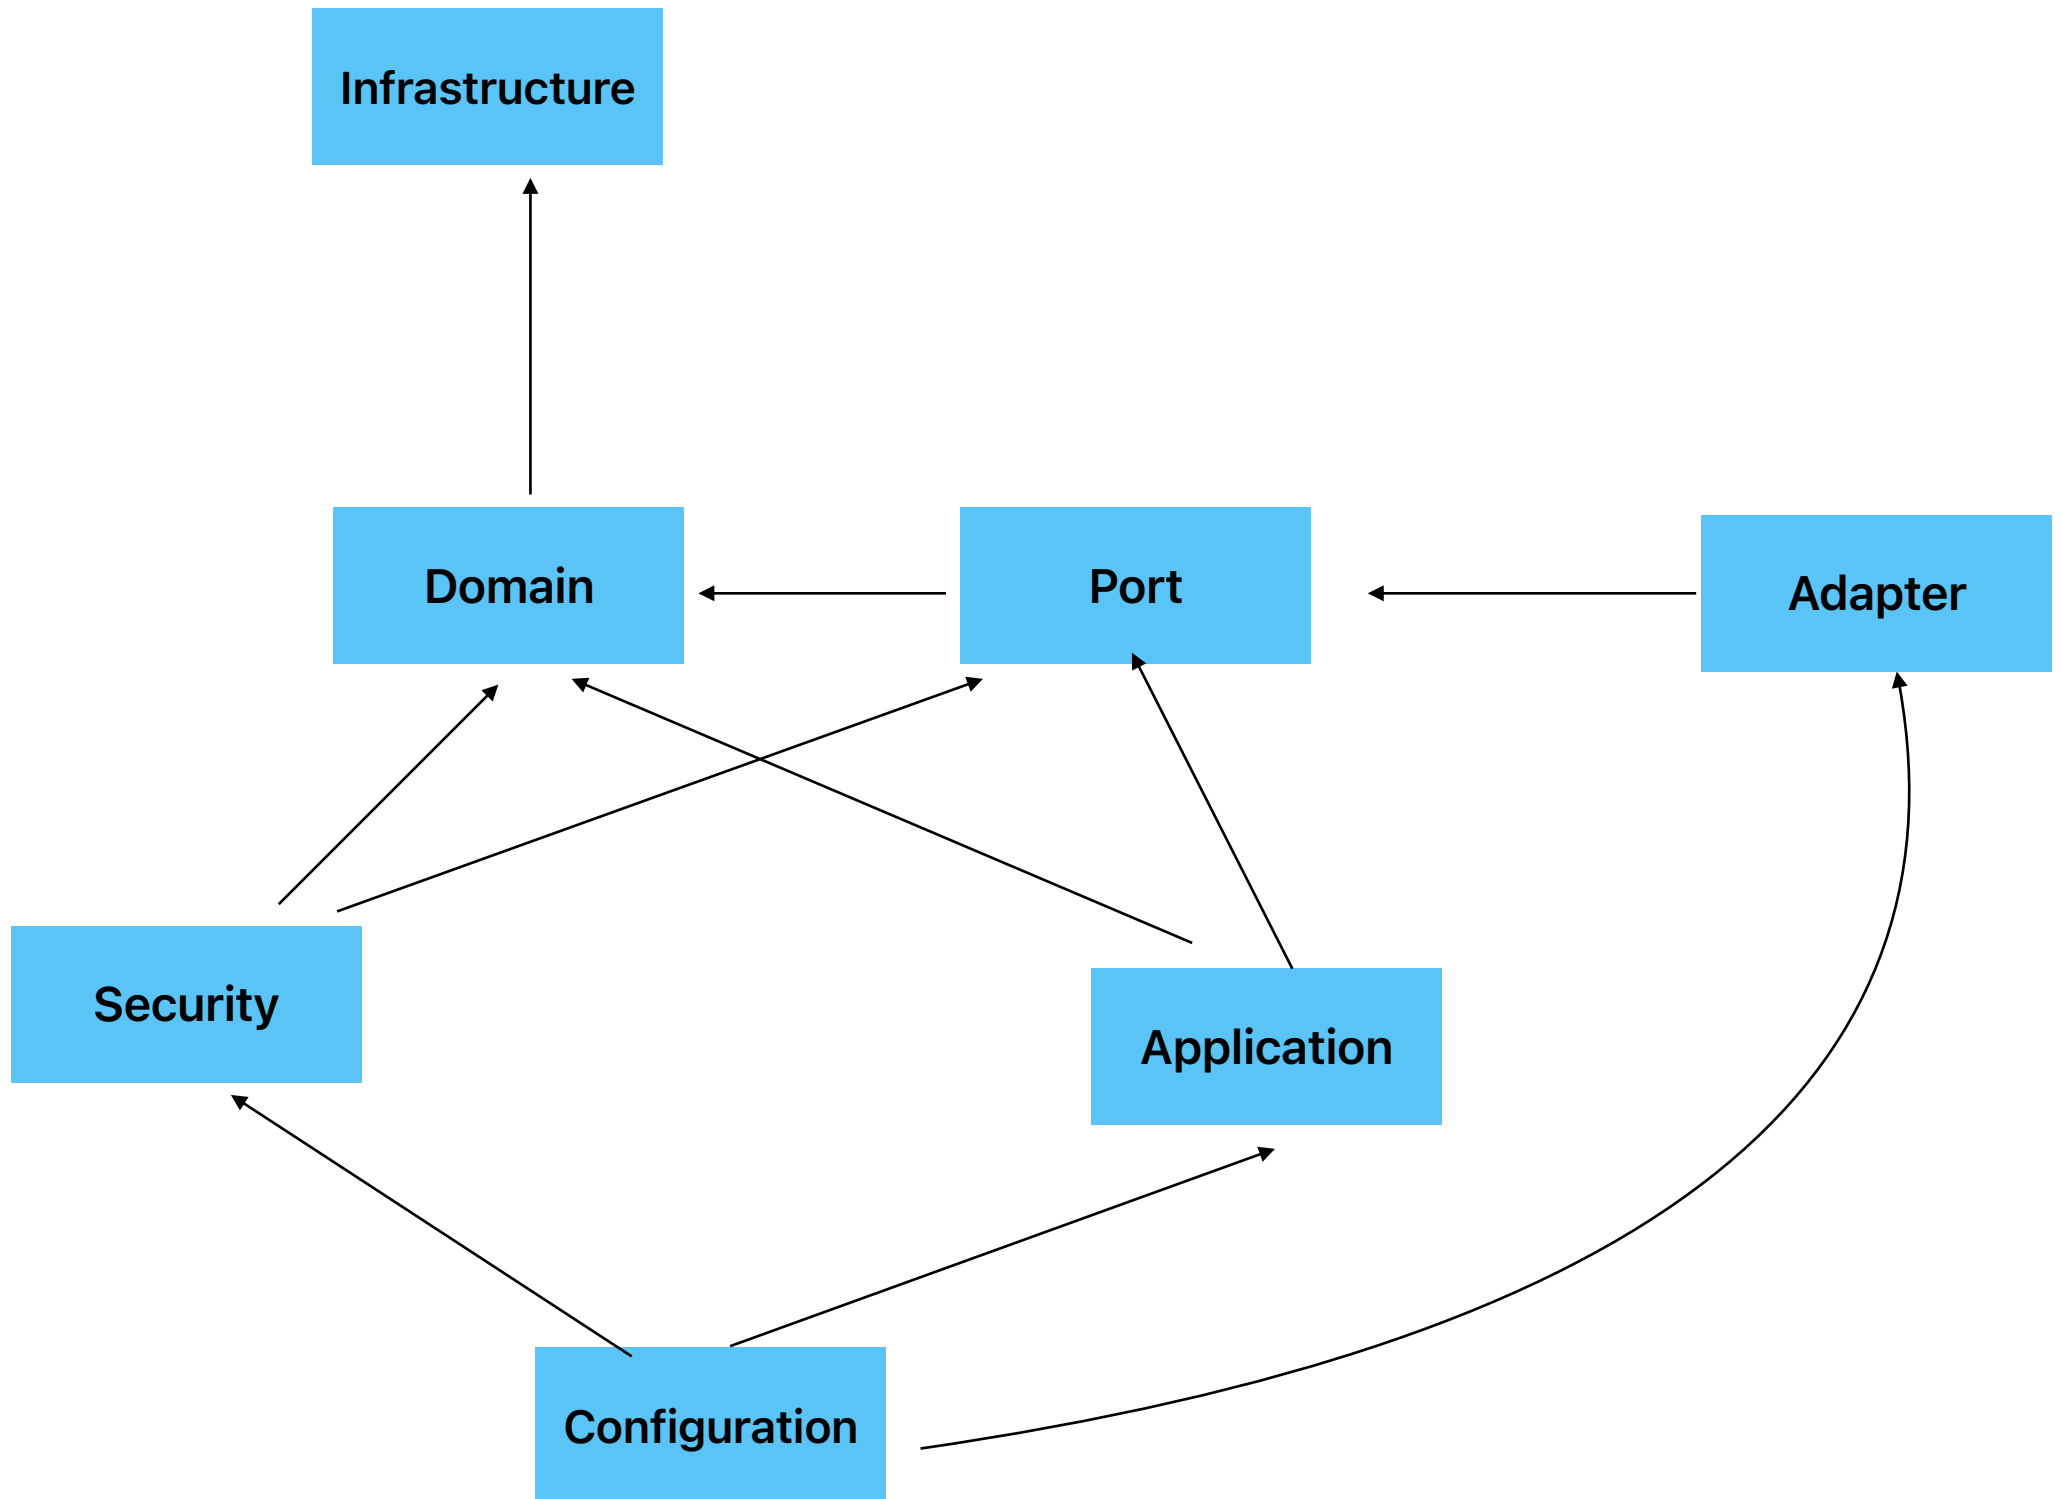 Infrastructure
Domain
Port
Adapter
Security
Application
Configuration